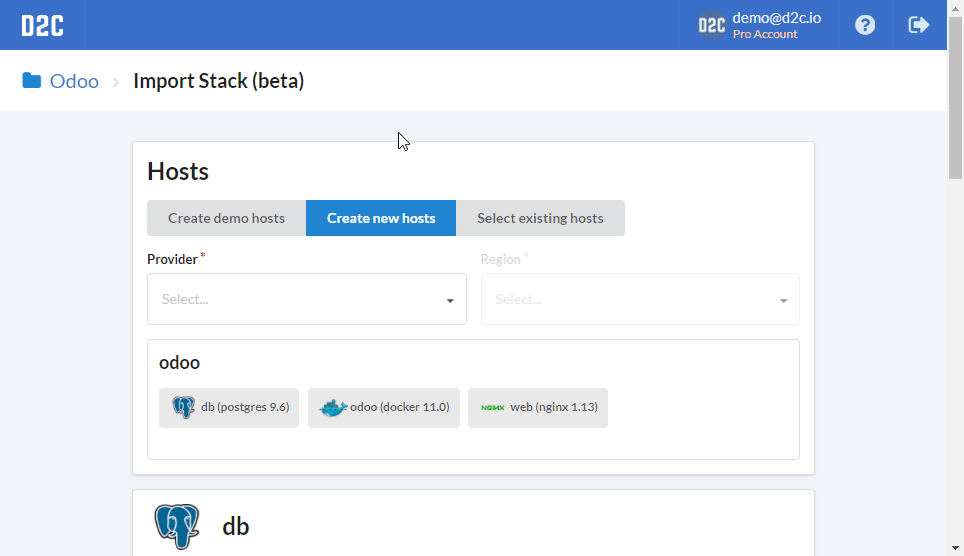 D2C
D2C demo@d2c.io
Pro Account
?
Odoo > Import Stack (beta)
Hosts
Create demo hosts Create new hosts Select existing hosts
Provider * Region *
Select... Select...
odoo
db (postgres 9.6) odoo (docker 11.0) NGINX web (nginx 1.13)
db